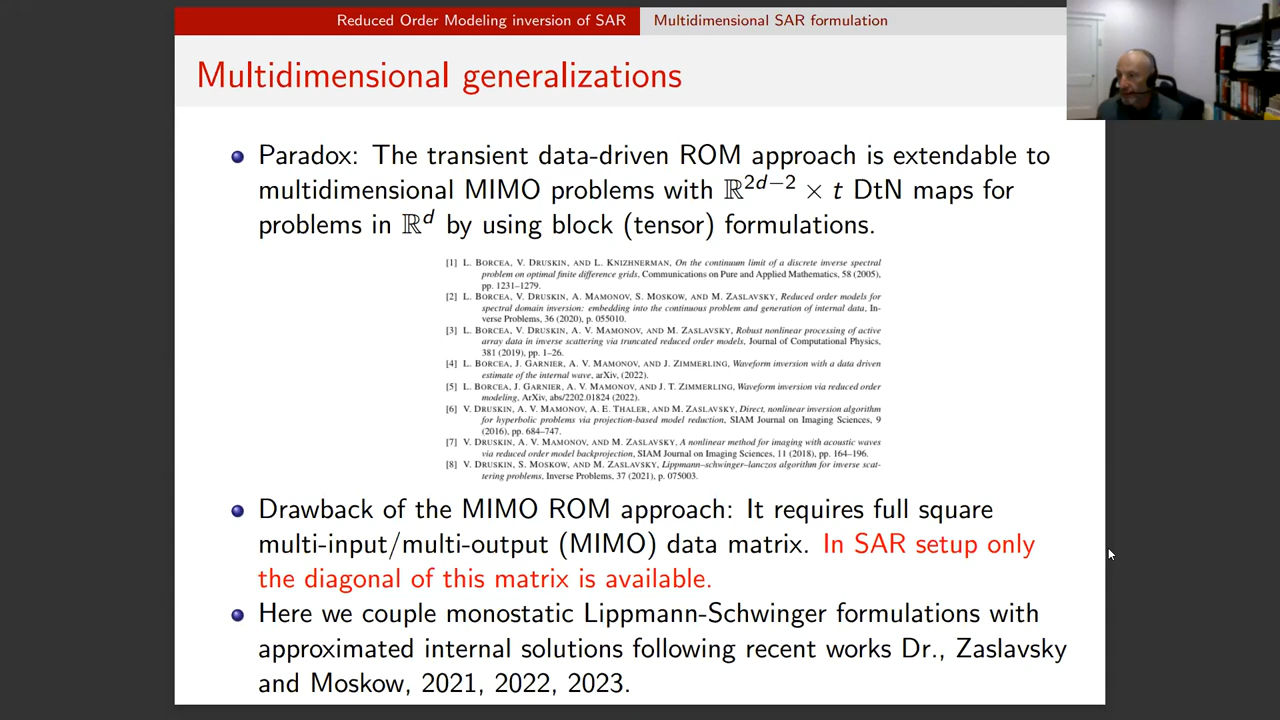 Reduced Order Modeling inversion of SAR Multidimensional SAR formulation
Multidimensional generalizations
Paradox: The transient data-driven ROM approach is extendable to
multidimensional MIMO problems with ℝ^{2d−2} × t DtN maps for
problems in ℝ^d by using block (tensor) formulations.
[1] L. Borcea, V. Druskin, and L. Knizhnerman, On the continuum limit of a discrete inverse spectral
problem on optimal finite difference grids, Communications on Pure and Applied Mathematics, 58 (2005),
pp. 1231–1279.
[2] L. Borcea, V. Druskin, A. Mamonov, S. Moskow, and M. Zaslavsky, Reduced order models for
spectral domain inversion: embedding into the continuous problem and generation of internal data, In-
verse Problems, 36 (2020), p. 055010.
[3] L. Borcea, V. Druskin, A. V. Mamonov, and M. Zaslavsky, Robust nonlinear processing of active
array data in inverse scattering via truncated reduced order models, Journal of Computational Physics,
381 (2019), pp. 1–26.
[4] L. Borcea, J. Garnier, A. V. Mamonov, and J. Zimmerling, Waveform inversion with a data driven
estimate of the internal wave, arXiv, (2022).
[5] L. Borcea, J. Garnier, A. V. Mamonov, and J. T. Zimmerling, Waveform inversion via reduced order
modeling, ArXiv, abs/2202.01824 (2022).
[6] V. Druskin, A. V. Mamonov, A. E. Thaler, and M. Zaslavsky, Direct, nonlinear inversion algorithm
for hyperbolic problems via projection-based model reduction, SIAM Journal on Imaging Sciences, 9
(2016), pp. 684–747.
[7] V. Druskin, A. V. Mamonov, and M. Zaslavsky, A nonlinear method for imaging with acoustic waves
via reduced order model backprojection, SIAM Journal on Imaging Sciences, 11 (2018), pp. 164–196.
[8] V. Druskin, S. Moskow, and M. Zaslavsky, Lippmann–schwinger–lanczos algorithm for inverse scat-
tering problems, Inverse Problems, 37 (2021), p. 075003.
Drawback of the MIMO ROM approach: It requires full square
multi-input/multi-output (MIMO) data matrix. In SAR setup only
the diagonal of this matrix is available.
Here we couple monostatic Lippmann-Schwinger formulations with
approximated internal solutions following recent works Dr., Zaslavsky
and Moskow, 2021, 2022, 2023.